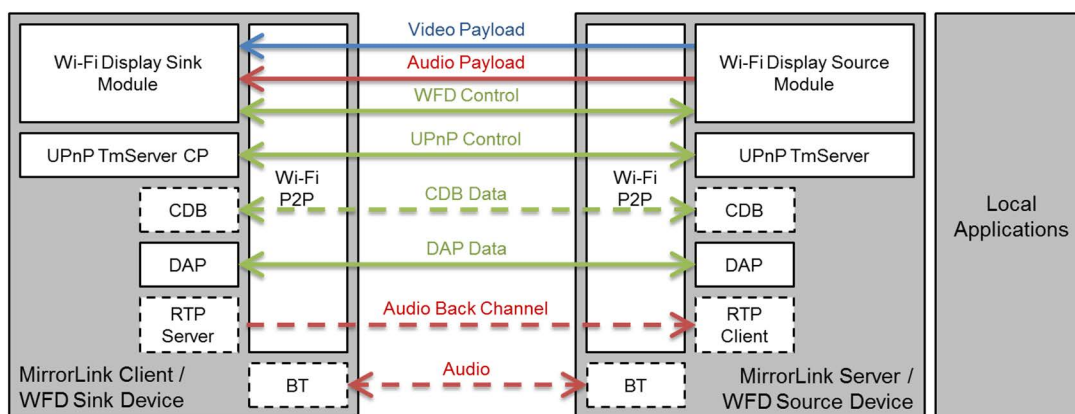 Wi-Fi Display Sink
Module
Video Payload
Wi-Fi Display Source
Module
Audio Payload
WFD Control
UPnP TmServer CP
UPnP Control
UPnP TmServer
Wi-Fi
P2P
Wi-Fi
P2P
CDB
CDB Data
CDB
Local
Applications
DAP
DAP Data
DAP
RTP
Server
Audio Back Channel
RTP
Client
MirrorLink Client /
WFD Sink Device
BT
Audio
BT
MirrorLink Server /
WFD Source Device